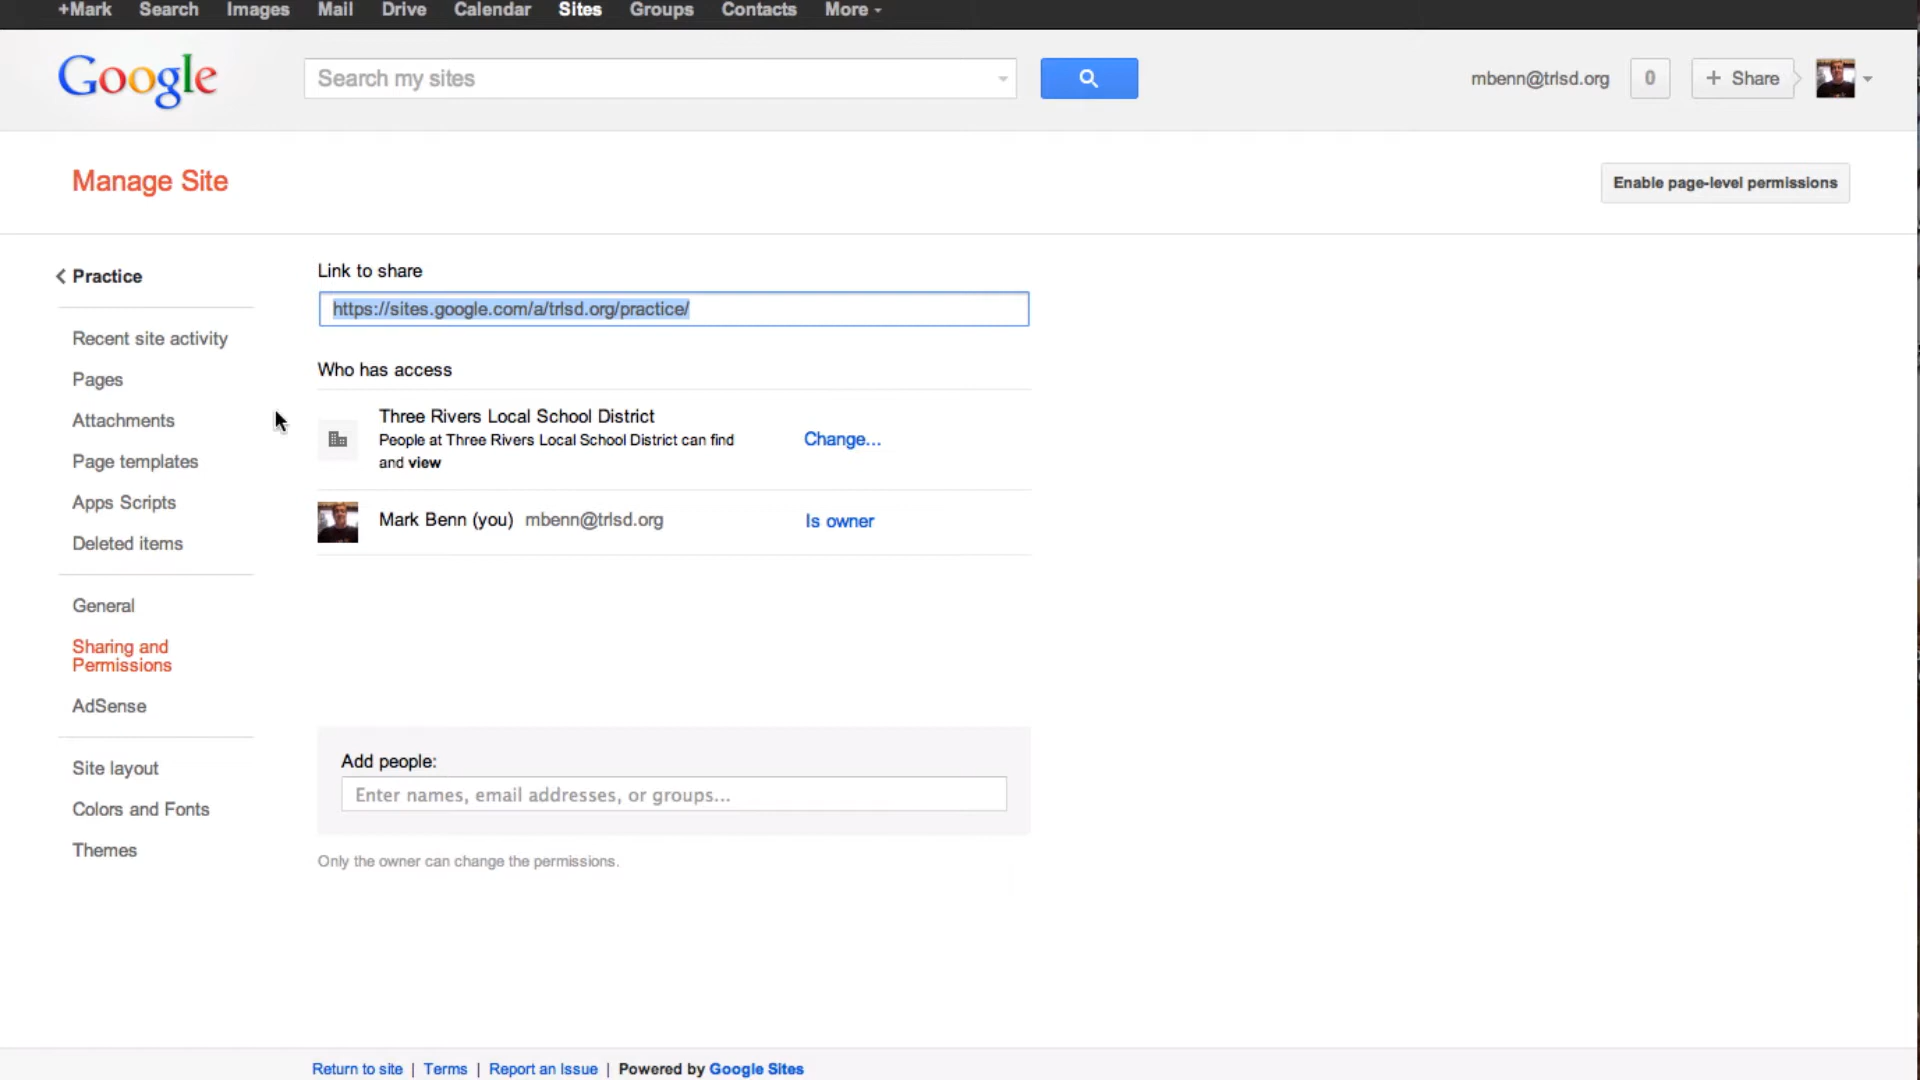 +Mark Search Images Mail Drive Calendar Sites Groups Contacts More
Google
Search my sites
mbenn@trlsd.org
0
+ Share
Manage Site
Enable page-level permissions
Practice
Recent site activity
Pages
Attachments
Page templates
Apps Scripts
Deleted items
General
Sharing and
Permissions
AdSense
Site layout
Colors and Fonts
Themes
Link to share
https://sites.google.com/a/trlsd.org/practice/
Who has access
Three Rivers Local School District
People at Three Rivers Local School District can find
and view
Change...
Mark Benn (you) mbenn@trlsd.org
Is owner
Add people:
Enter names, email addresses, or groups...
Only the owner can change the permissions.
Return to site | Terms | Report an Issue | Powered by Google Sites